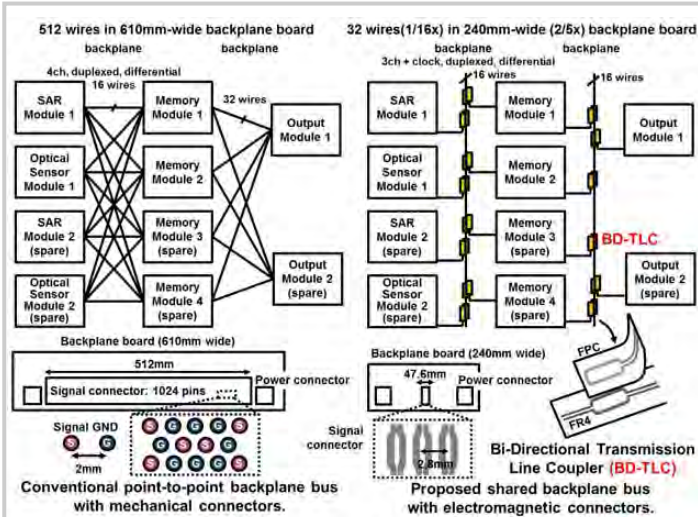 512 wires in 610mm-wide backplane board
backplane
backplane
4ch, duplexed, differential
16 wires
32 wires
SAR
Module 1
Memory
Module 1
Output
Module 1
Optical
Sensor
Module 1
Memory
Module 2
SAR
Module 2
(spare)
Memory
Module 3
(spare)
Output
Module 2
(spare)
Optical
Sensor
Module 2
(spare)
Memory
Module 4
(spare)
Backplane board (610mm wide)
512mm
Signal connector: 1024 pins
Power connector
Signal GND
S G
2mm
S G G G S
G S G S
S G G G S
Conventional point-to-point backplane bus
with mechanical connectors.
32 wires(1/16x) in 240mm-wide (2/5x) backplane board
backplane
backplane
3ch + clock, duplexed, differential
16 wires
16 wires
SAR
Module 1
Memory
Module 1
Output
Module 1
Optical
Sensor
Module 1
Memory
Module 2
SAR
Module 2
(spare)
Memory
Module 3
(spare)
BD-TLC
Output
Module 2
(spare)
Optical
Sensor
Module 2
(spare)
Memory
Module 4
(spare)
Backplane board (240mm wide)
47.6mm
Power
connector
Signal
connector
2.8mm
FPC
FR4
Bi-Directional Transmission
Line Coupler (BD-TLC)
Proposed shared backplane bus
with electromagnetic connectors.